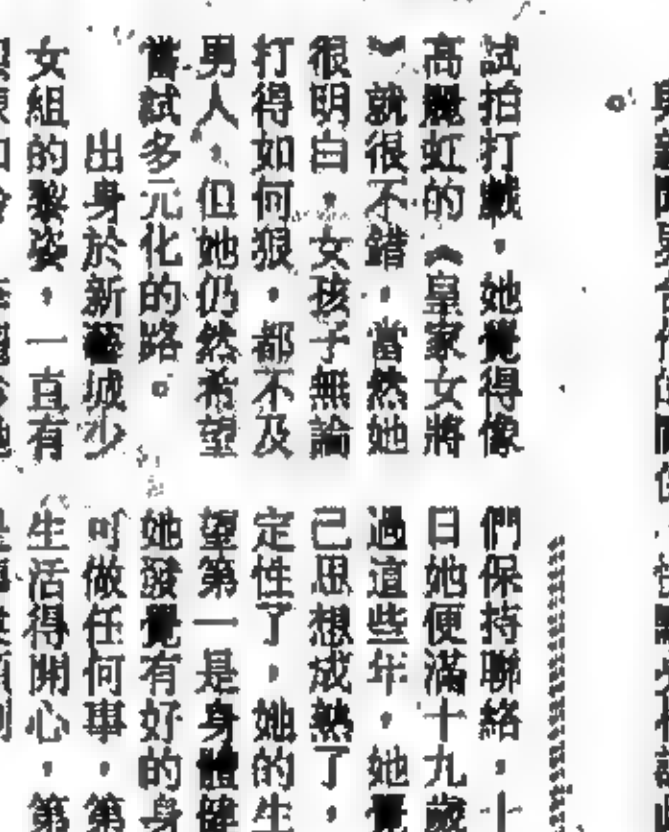 試拍打戲，她覺得像
高麗虹的︽皇家女將
︾就很不錯，當然她
很明白，女孩子無論
打得如何狠，都不及
男人，但她仍然希望
嘗試多元化的路。
出身於新藝城少
女組的黎姿，一直有
們保持聯絡，十
日她便滿十九歲
過這些年，她覺
己思想成熟了，
定性了，她的生
望第一是身體健
她發覺有好的身
可做任何事，第
生活得開心，第